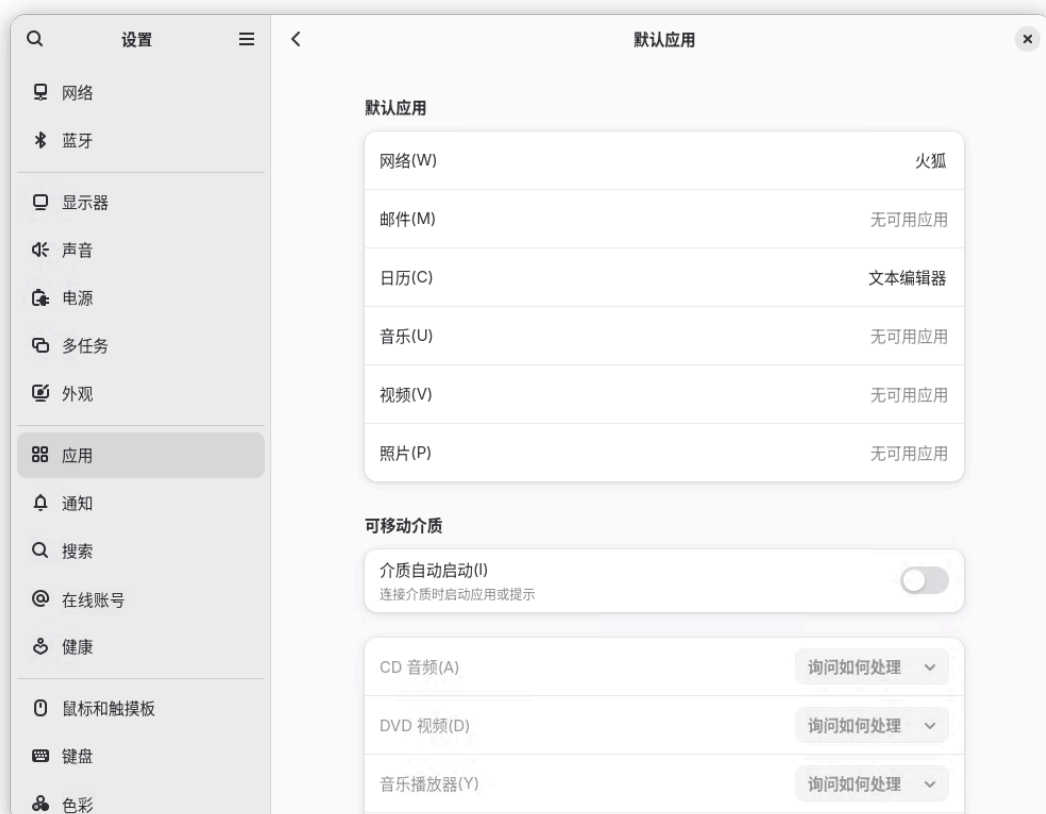 设置
默认应用
网络
蓝牙
显示器
声音
电源
多任务
外观
应用
通知
搜索
在线账号
健康
鼠标和触摸板
键盘
色彩
默认应用
网络(W) 火狐
邮件(M) 无可用应用
日历(C) 文本编辑器
音乐(U) 无可用应用
视频(V) 无可用应用
照片(P) 无可用应用
可移动介质
介质自动启动(I)
连接介质时启动应用或提示
CD 音频(A) 询问如何处理
DVD 视频(D) 询问如何处理
音乐播放器(Y) 询问如何处理